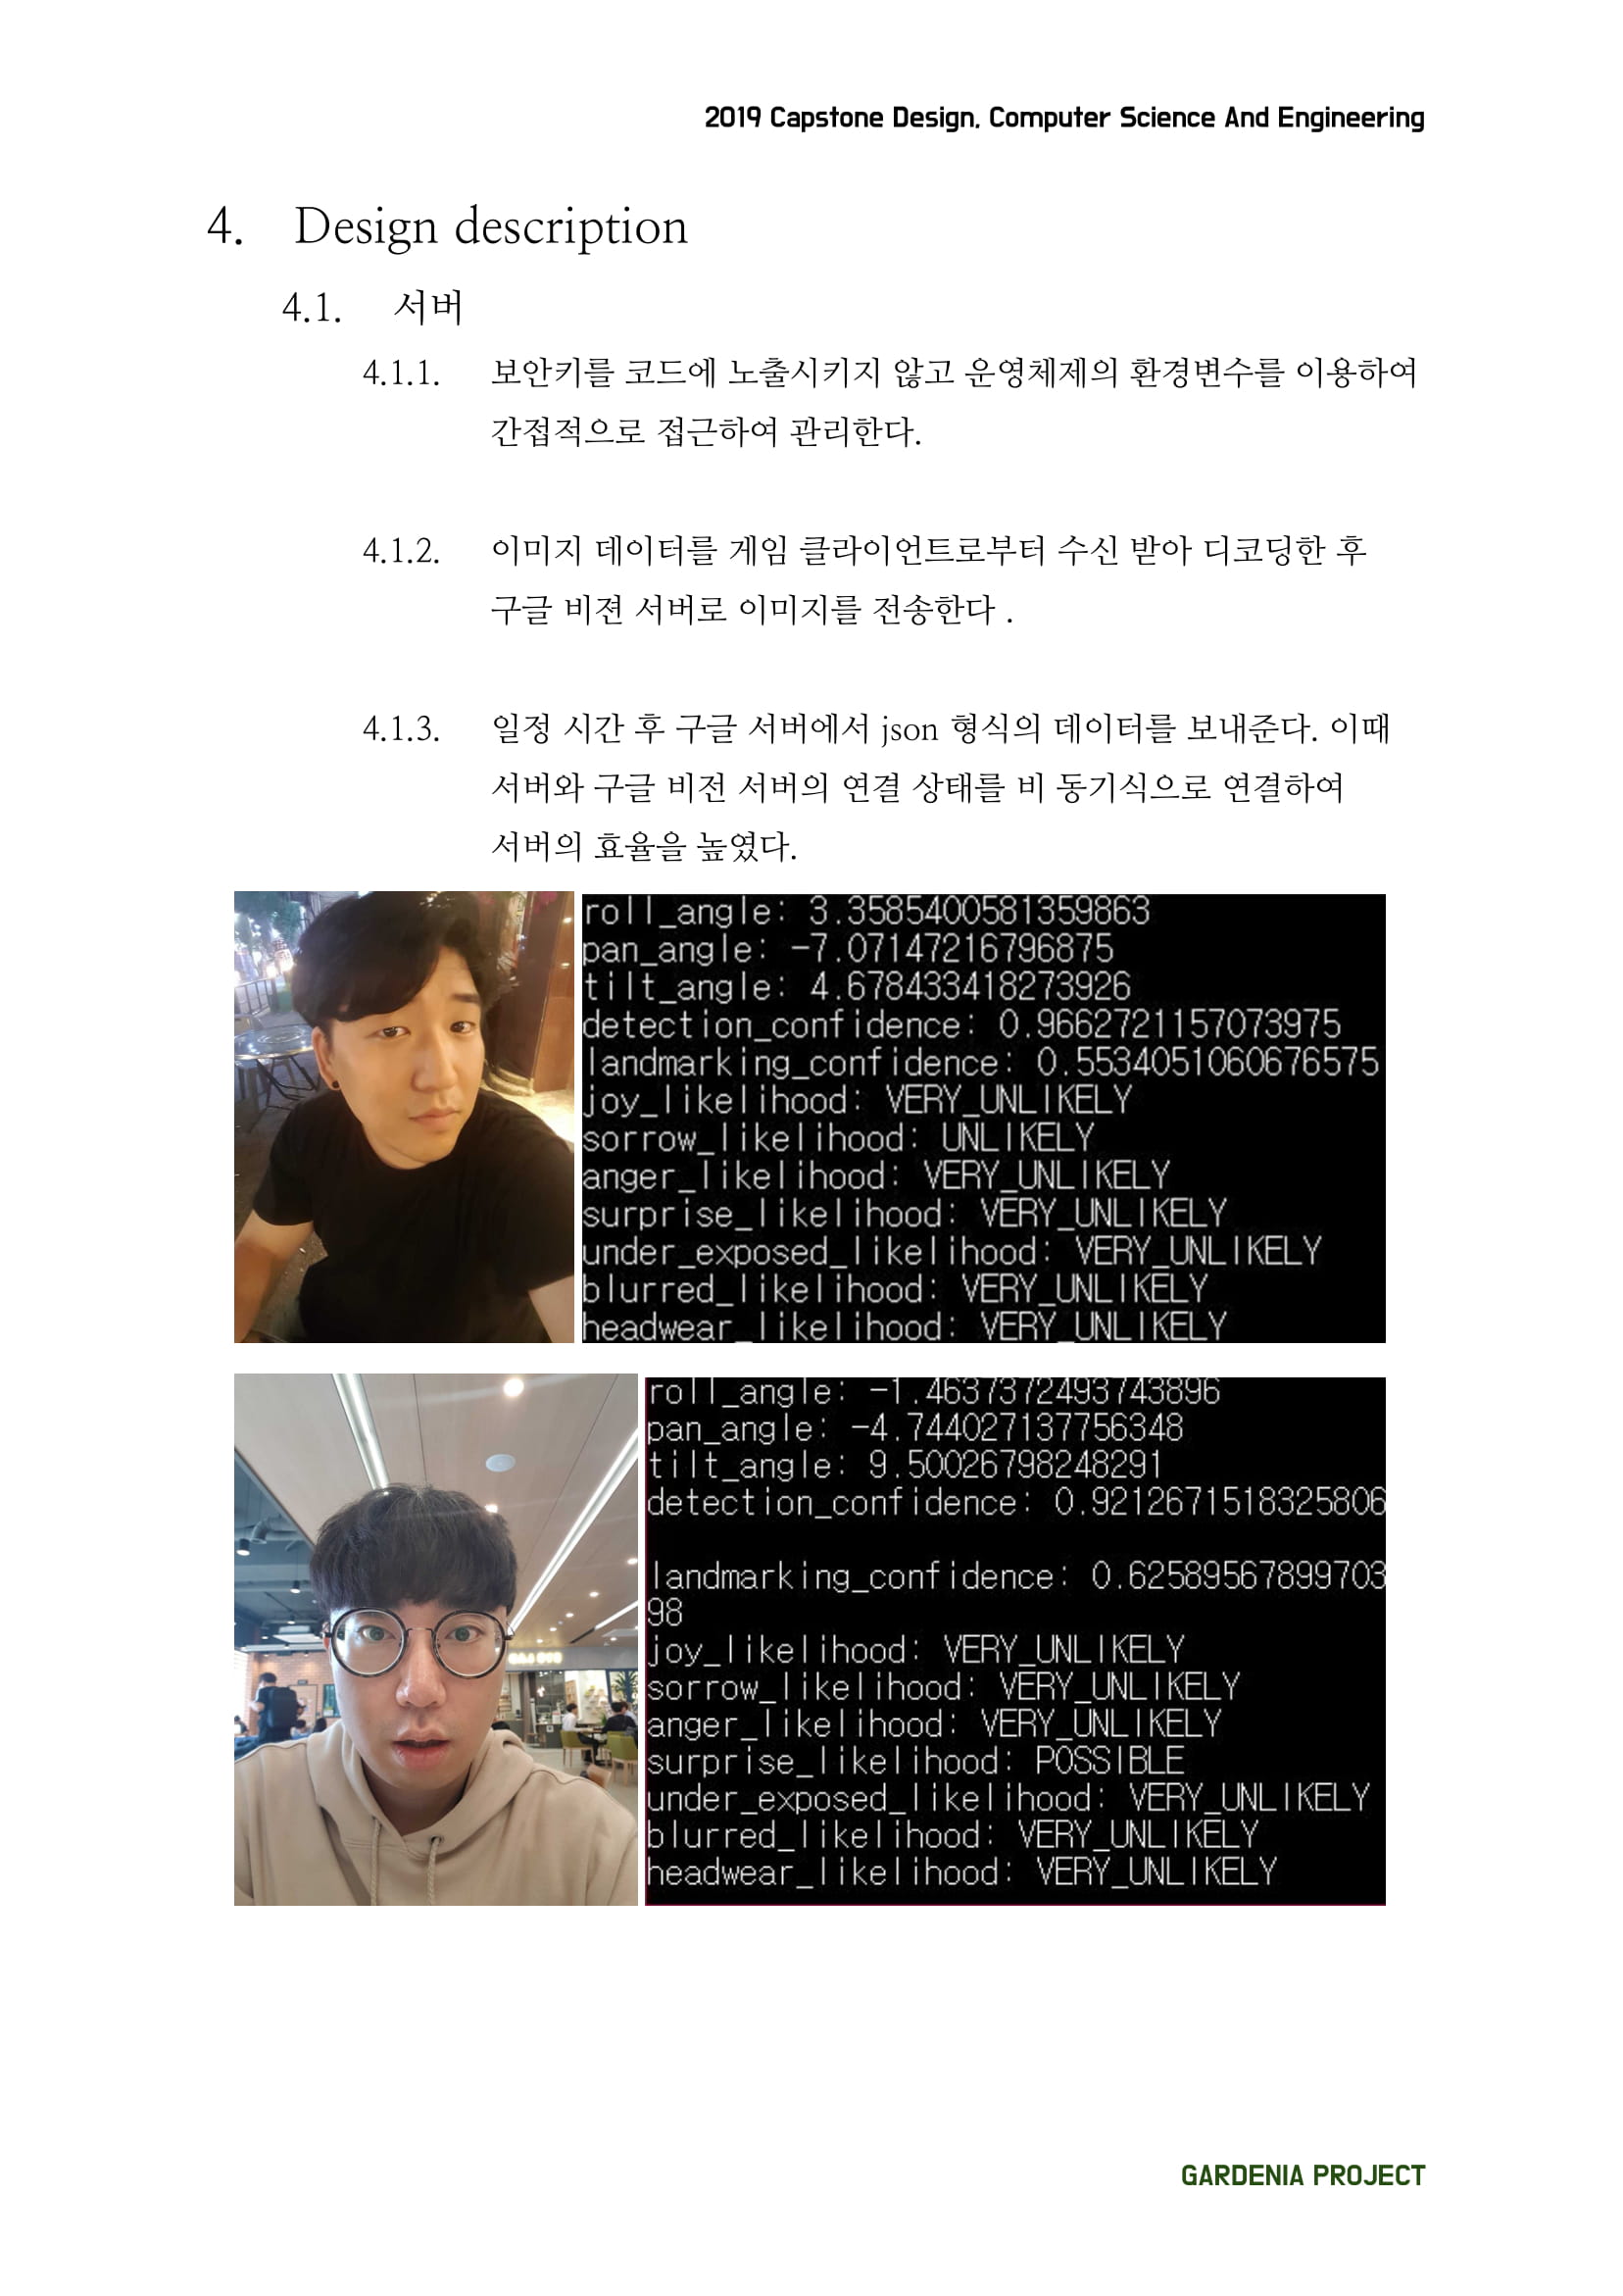 2019 Capstone Design, Computer Science And Engineering
4. Design description
4.1. 서버
4.1.1. 보안키를 코드에 노출시키지 않고 운영체제의 환경변수를 이용하여
간접적으로 접근하여 관리한다.
4.1.2. 이미지 데이터를 게임 클라이언트로부터 수신 받아 디코딩한 후
구글 비젼 서버로 이미지를 전송한다 .
4.1.3. 일정 시간 후 구글 서버에서 json 형식의 데이터를 보내준다. 이때
서버와 구글 비전 서버의 연결 상태를 비 동기식으로 연결하여
서버의 효율을 높였다.
roll_angle: 3.3585400581359863
pan_angle: -7.07147216796875
tilt_angle: 4.678433418273926
detection_confidence: 0.9662721157073975
landmarking_confidence: 0.5534051060676575
joy_likelihood: VERY_UNLIKELY
sorrow_likelihood: UNLIKELY
anger_likelihood: VERY_UNLIKELY
surprise_likelihood: VERY_UNLIKELY
under_exposed_likelihood: VERY_UNLIKELY
blurred_likelihood: VERY_UNLIKELY
headwear_likelihood: VERY_UNLIKELY
roll_angle: -1.4637372493743896
pan_angle: -4.744027137756348
tilt_angle: 9.50026798248291
detection_confidence: 0.9212671518325806
landmarking_confidence: 0.62589567899703
98
joy_likelihood: VERY_UNLIKELY
sorrow_likelihood: VERY_UNLIKELY
anger_likelihood: VERY_UNLIKELY
surprise_likelihood: POSSIBLE
under_exposed_likelihood: VERY_UNLIKELY
blurred_likelihood: VERY_UNLIKELY
headwear_likelihood: VERY_UNLIKELY
GARDENIA PROJECT